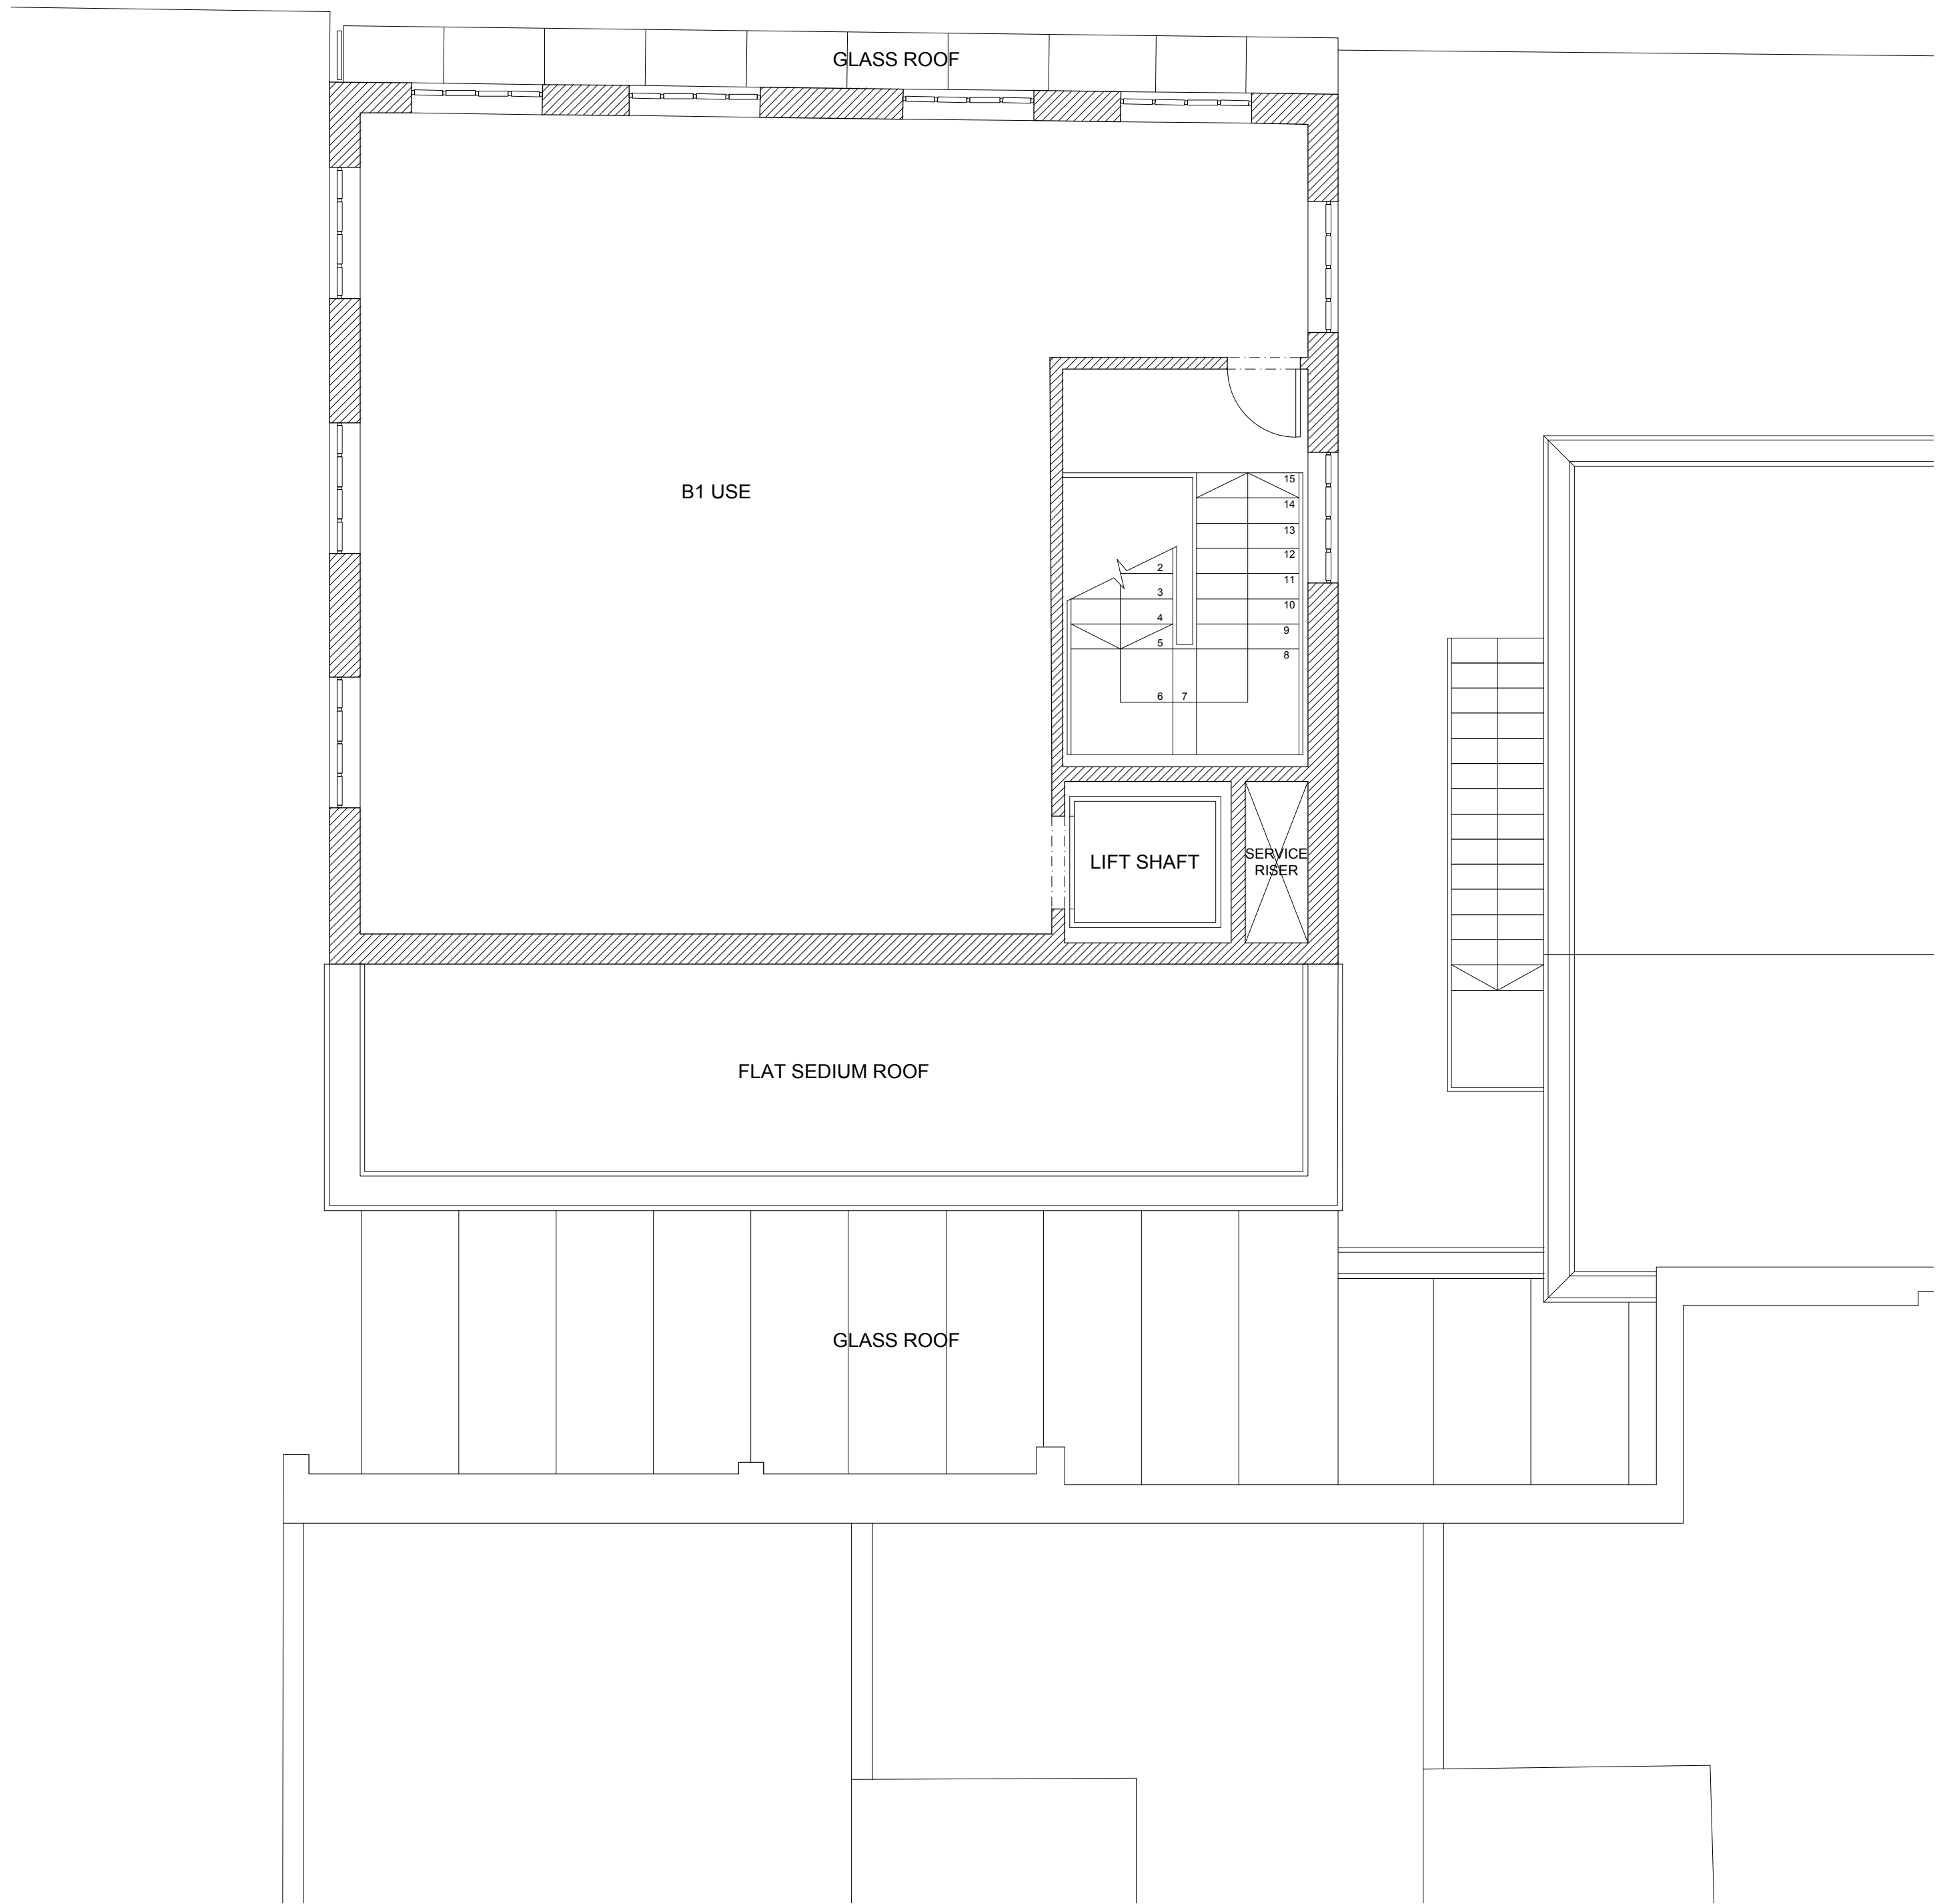 GLASS ROOF
B1 USE
15
14
13
12
11
10
9
8
2
3
4
5
6 7
LIFT SHAFT
SERVICE
RISER
FLAT SEDIUM ROOF
GLASS ROOF